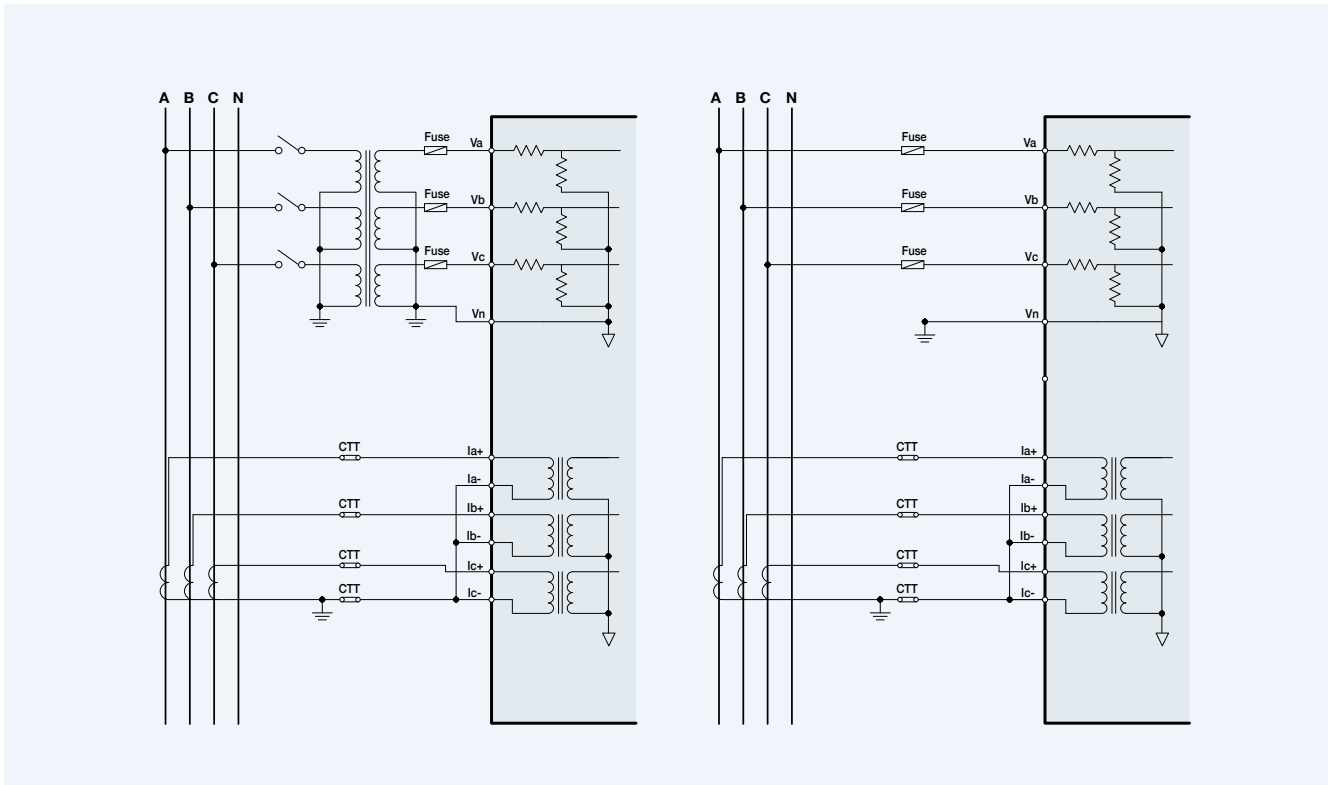 A B C N
Fuse
Va
Fuse
Vb
Fuse
Vc
Vn
CTT
Ia+
Ia-
CTT
Ib+
Ib-
CTT
Ic+
CTT
Ic-
A B C N
Fuse
Va
Fuse
Vb
Fuse
Vc
Vn
CTT
Ia+
Ia-
CTT
Ib+
Ib-
CTT
Ic+
CTT
Ic-